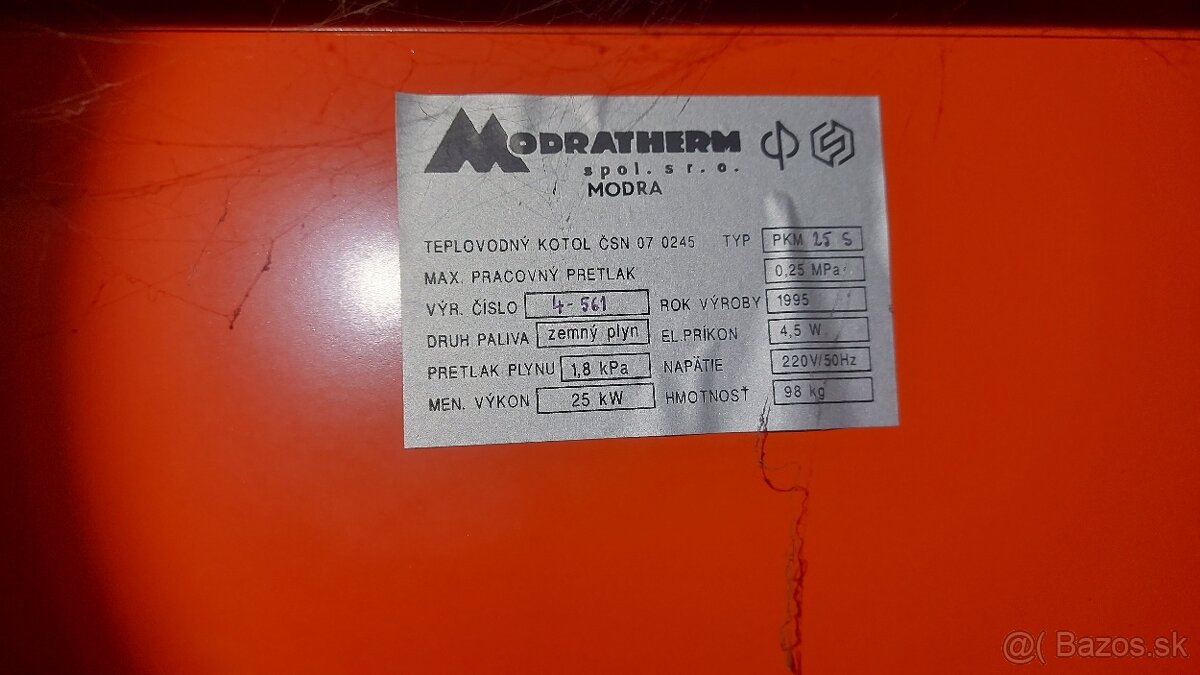 MODRATHERM
spol. s r. o.
MODRA
TEPLOVODNÝ KOTOL ČSN 07 0245 TYP PKM 25 S
MAX. PRACOVNÝ PRETLAK 0,25 MPa
VÝR. ČÍSLO 4-561 ROK VÝROBY 1995
DRUH PALIVA zemný plyn EL.PRÍKON 4,5 W
PRETLAK PLYNU 1,8 kPa NAPÄTIE 220V/50Hz
MEN. VÝKON 25 kW HMOTNOSŤ 98 kg
@( Bazos.sk